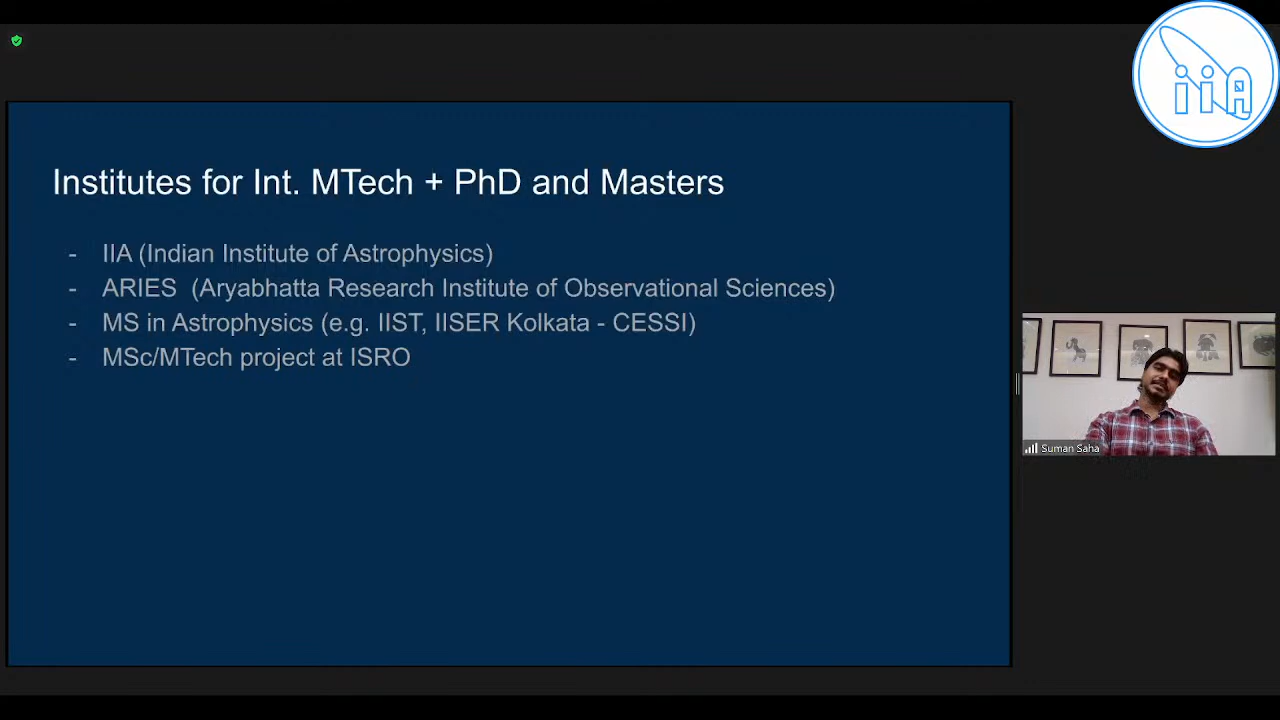 iiA
Institutes for Int. MTech + PhD and Masters
- IIA (Indian Institute of Astrophysics)
- ARIES (Aryabhatta Research Institute of Observational Sciences)
- MS in Astrophysics (e.g. IIST, IISER Kolkata - CESSI)
- MSc/MTech project at ISRO
Suman Saha